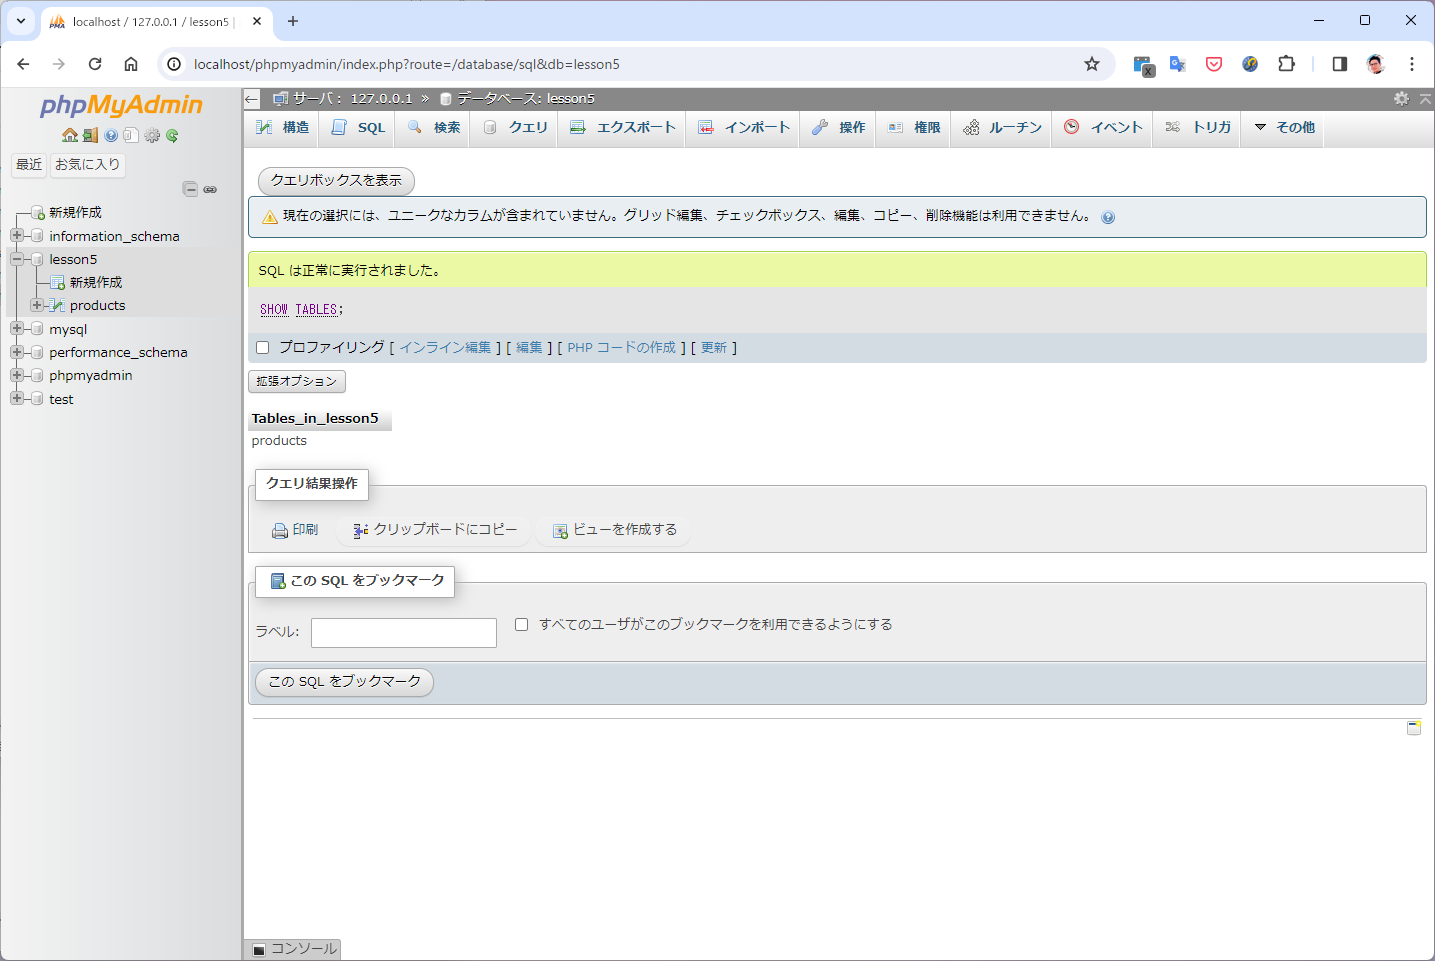 localhost / 127.0.0.1 / lesson5 |
localhost/phpmyadmin/index.php?route=/database/sql&db=lesson5
phpMyAdmin
最近 お気に入り
新規作成
information_schema
lesson5
新規作成
products
mysql
performance_schema
phpmyadmin
test
サーバ： 127.0.0.1 » データベース: lesson5
構造 SQL 検索 クエリ エクスポート インポート 操作 権限 ルーチン イベント トリガ その他
クエリボックスを表示
現在の選択には、ユニークなカラムが含まれていません。グリッド編集、チェックボックス、編集、コピー、削除機能は利用できません。
SQL は正常に実行されました。
SHOW TABLES;
プロファイリング [ インライン編集 ] [ 編集 ] [ PHP コードの作成 ] [ 更新 ]
拡張オプション
Tables_in_lesson5
products
クエリ結果操作
印刷 クリップボードにコピー ビューを作成する
この SQL をブックマーク
ラベル: すべてのユーザがこのブックマークを利用できるようにする
この SQL をブックマーク
コンソール